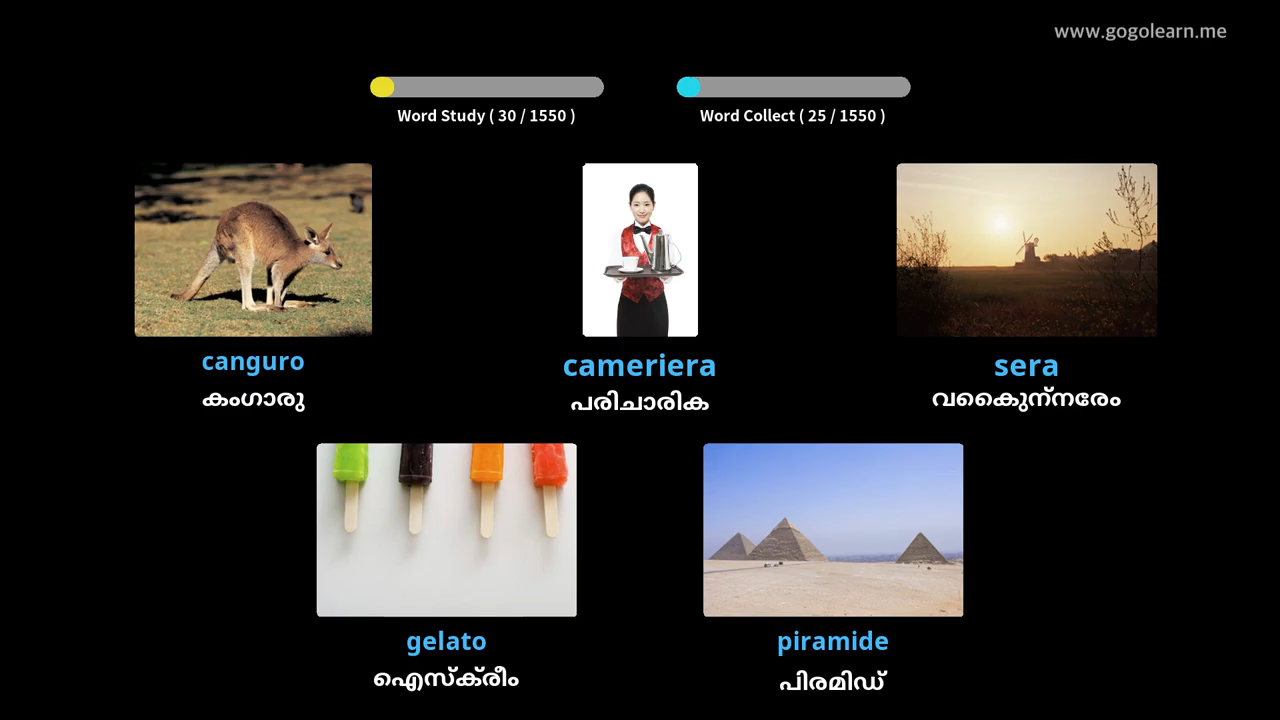 www.gogolearn.me
Word Study ( 30 / 1550 )
Word Collect ( 25 / 1550 )
canguro
കംഗാരു
cameriera
പരിചാരിക
sera
വകൈുന്നരേം
gelato
ഐസ്ക്രീം
piramide
പിരമിഡ്